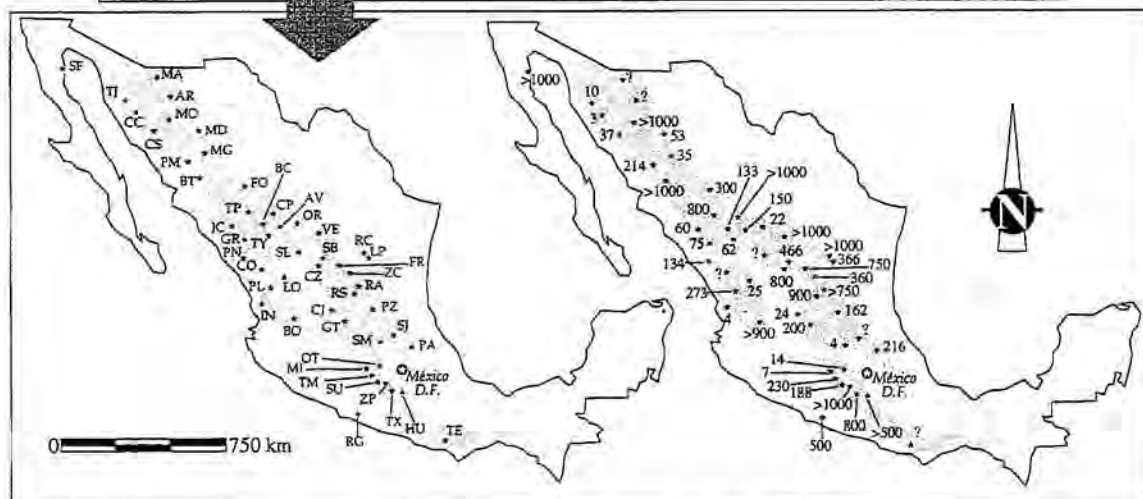 SF
MA
TJ
AR
CC
MO
CS
MD
MG
PM
BT
FO
BC
AV
TP
CP
OR
JC
GR
TY
VE
PN
SL
SB
RC
LP
FR
CO
CZ
ZC
PL
LO
RA
RS
IN
CJ
PZ
BO
GT
SJ
SM
PA
OT
MI
México
D.F.
TM
SU
ZP
TX
HU
RG
TE
0 750 km
>1000
?
10
?
3
>1000
37
53
35
214
>1000
300
133
>1000
150
800
22
60
75
62
>1000
?
466
>1000
366
134
750
?
800
360
273
25
900
>750
4
24
162
>900
200
?
4
216
14
7
México
D.F.
230
188
>1000
800
>500
500
?
N